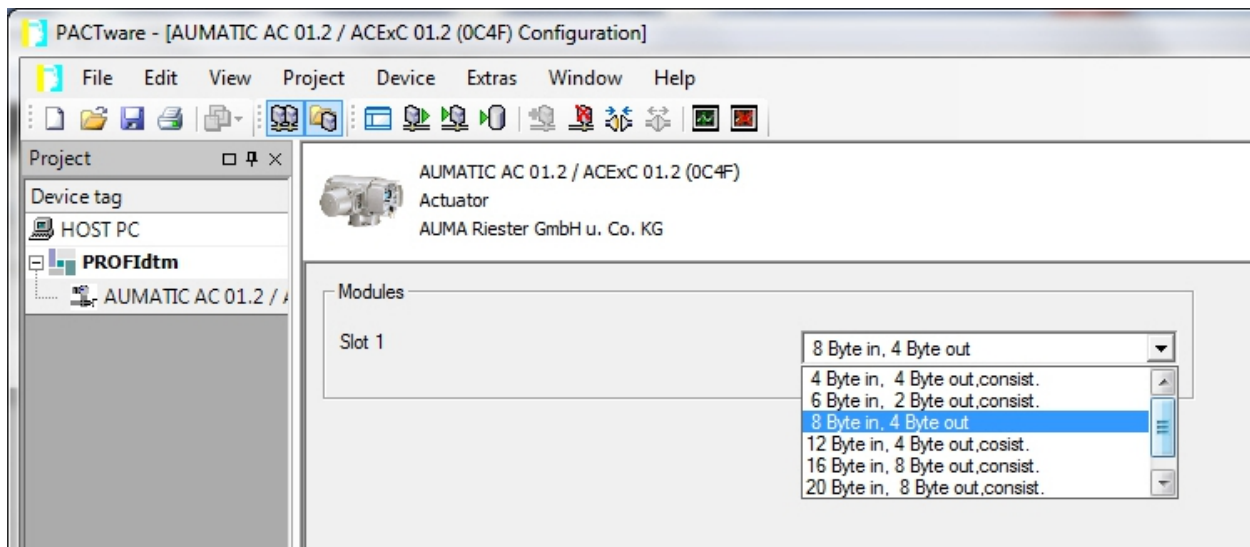 PACTware - [AUMATIC AC 01.2 / ACExC 01.2 (0C4F) Configuration]
File Edit View Project Device Extras Window Help
Project
Device tag
HOST PC
PROFIdtm
AUMATIC AC 01.2 /
AUMATIC AC 01.2 / ACExC 01.2 (0C4F)
Actuator
AUMA Riester GmbH u. Co. KG
Modules
Slot 1
8 Byte in, 4 Byte out
4 Byte in,  4 Byte out,consist.
6 Byte in,  2 Byte out,consist.
8 Byte in, 4 Byte out
12 Byte in, 4 Byte out,cosist.
16 Byte in, 8 Byte out,consist.
20 Byte in,  8 Byte out,consist.